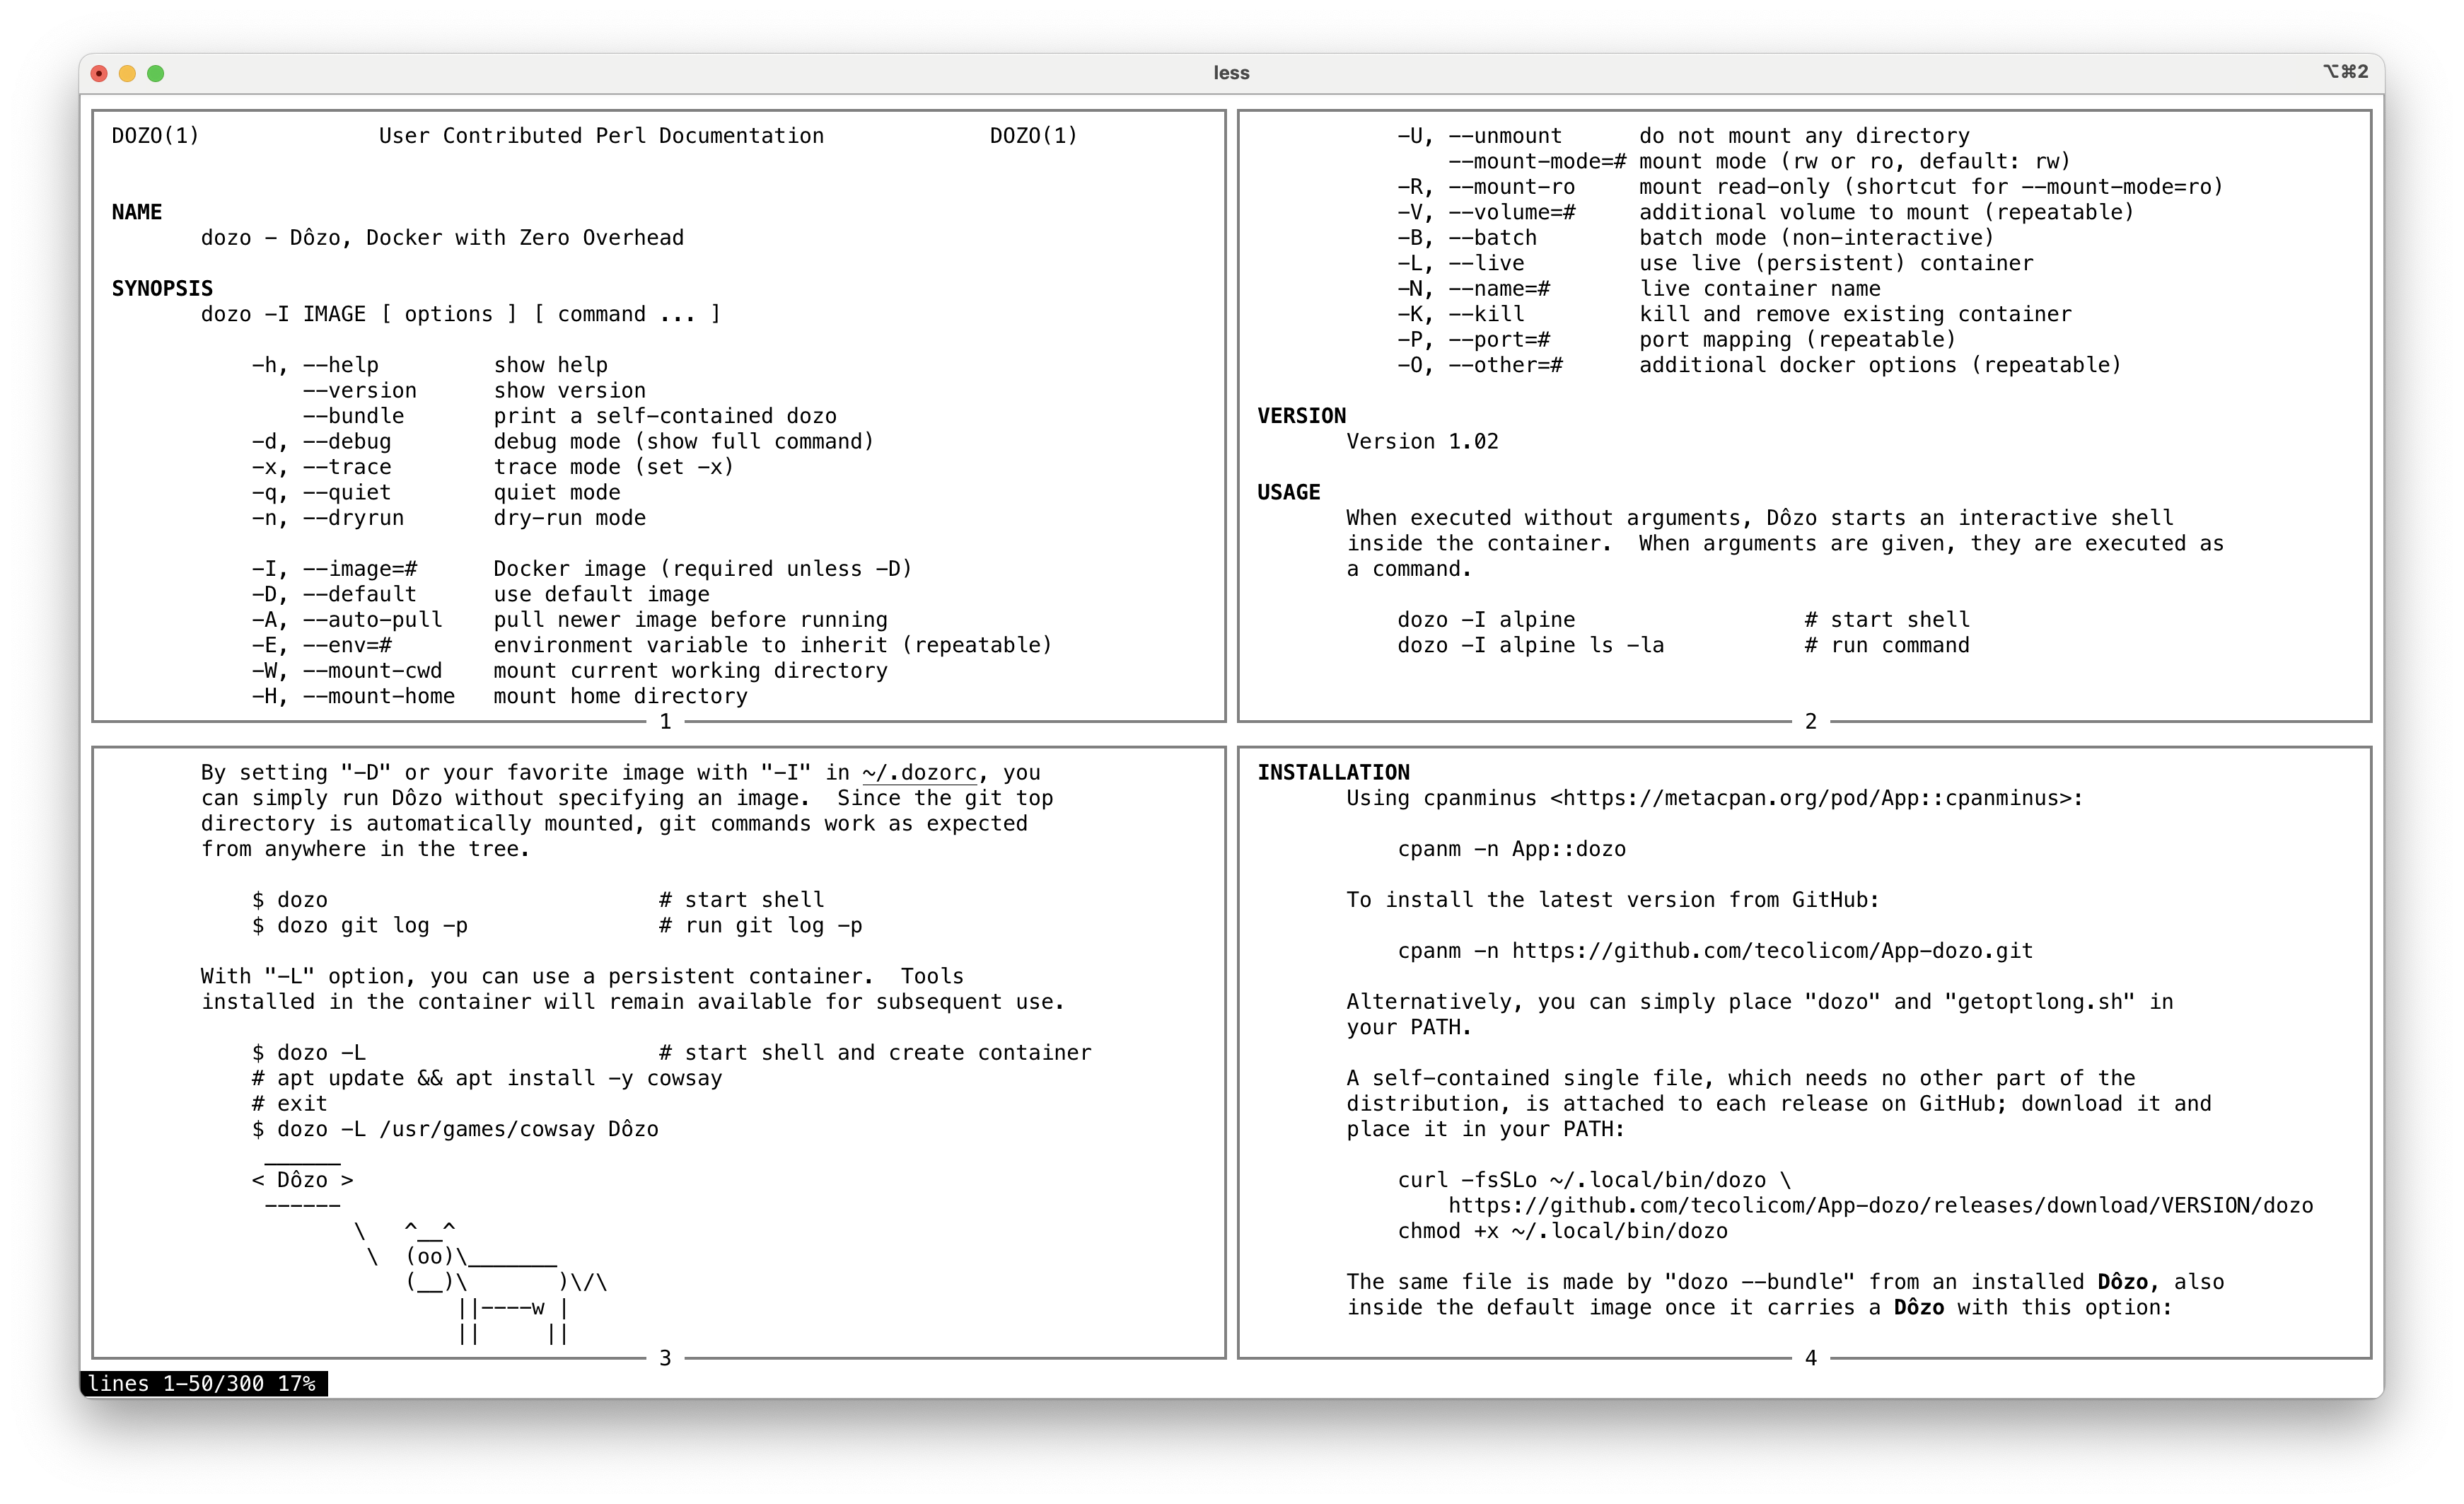 less
⌥⌘2
DOZO(1)              User Contributed Perl Documentation             DOZO(1)

NAME
       dozo - Dôzo, Docker with Zero Overhead

SYNOPSIS
       dozo -I IMAGE [ options ] [ command ... ]

           -h, --help         show help
               --version      show version
               --bundle       print a self-contained dozo
           -d, --debug        debug mode (show full command)
           -x, --trace        trace mode (set -x)
           -q, --quiet        quiet mode
           -n, --dryrun       dry-run mode

           -I, --image=#      Docker image (required unless -D)
           -D, --default      use default image
           -A, --auto-pull    pull newer image before running
           -E, --env=#        environment variable to inherit (repeatable)
           -W, --mount-cwd    mount current working directory
           -H, --mount-home   mount home directory
1
           -U, --unmount      do not mount any directory
               --mount-mode=# mount mode (rw or ro, default: rw)
           -R, --mount-ro     mount read-only (shortcut for --mount-mode=ro)
           -V, --volume=#     additional volume to mount (repeatable)
           -B, --batch        batch mode (non-interactive)
           -L, --live         use live (persistent) container
           -N, --name=#       live container name
           -K, --kill         kill and remove existing container
           -P, --port=#       port mapping (repeatable)
           -O, --other=#      additional docker options (repeatable)

VERSION
       Version 1.02

USAGE
       When executed without arguments, Dôzo starts an interactive shell
       inside the container.  When arguments are given, they are executed as
       a command.

           dozo -I alpine                  # start shell
           dozo -I alpine ls -la           # run command
2
       By setting "-D" or your favorite image with "-I" in ~/.dozorc, you
       can simply run Dôzo without specifying an image.  Since the git top
       directory is automatically mounted, git commands work as expected
       from anywhere in the tree.

           $ dozo                          # start shell
           $ dozo git log -p               # run git log -p

       With "-L" option, you can use a persistent container.  Tools
       installed in the container will remain available for subsequent use.

           $ dozo -L                       # start shell and create container
           # apt update && apt install -y cowsay
           # exit
           $ dozo -L /usr/games/cowsay Dôzo
            ______
           < Dôzo >
            ------
                   \   ^__^
                    \  (oo)\_______
                       (__)\       )\/\
                           ||----w |
                           ||     ||
3
INSTALLATION
       Using cpanminus <https://metacpan.org/pod/App::cpanminus>:

           cpanm -n App::dozo

       To install the latest version from GitHub:

           cpanm -n https://github.com/tecolicom/App-dozo.git

       Alternatively, you can simply place "dozo" and "getoptlong.sh" in
       your PATH.

       A self-contained single file, which needs no other part of the
       distribution, is attached to each release on GitHub; download it and
       place it in your PATH:

           curl -fsSLo ~/.local/bin/dozo \
               https://github.com/tecolicom/App-dozo/releases/download/VERSION/dozo
           chmod +x ~/.local/bin/dozo

       The same file is made by "dozo --bundle" from an installed Dôzo, also
       inside the default image once it carries a Dôzo with this option:
4
lines 1-50/300 17%